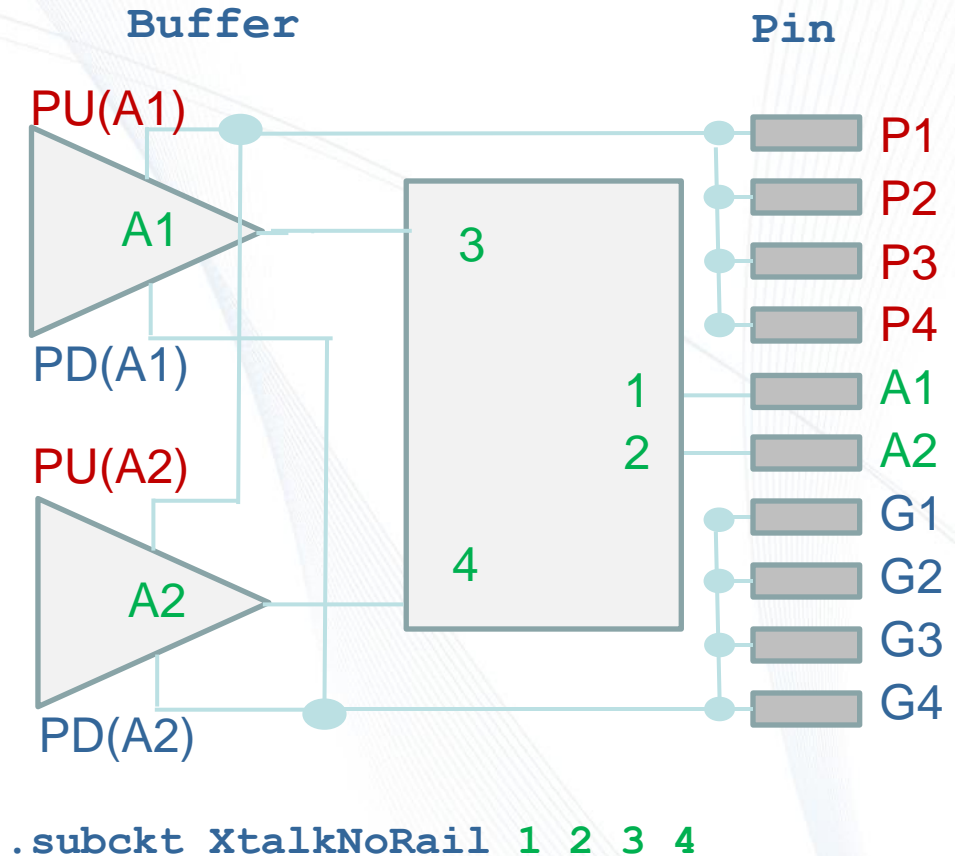 Buffer
Pin
PU(A1)
P1
P2
A1
3
P3
P4
PD(A1)
1
A1
2
A2
PU(A2)
G1
4
G2
A2
G3
G4
PD(A2)
.subckt XtalkNoRail 1 2 3 4